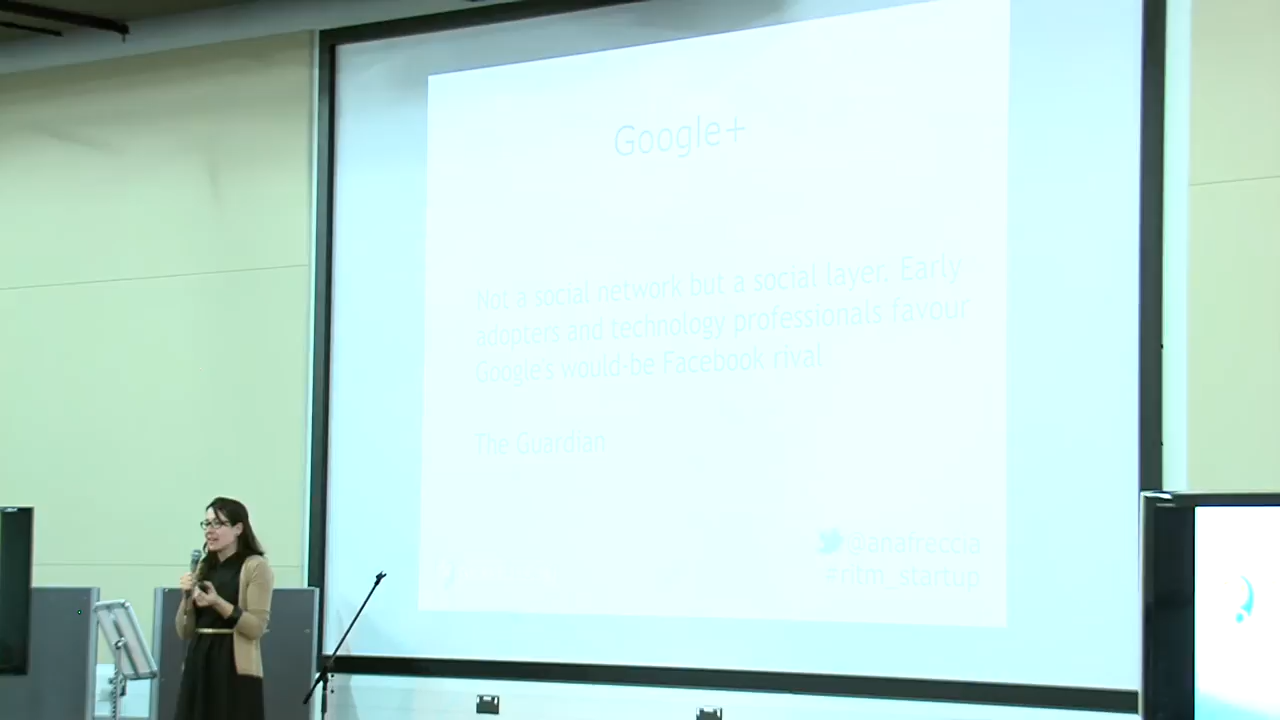 Google+
Not a social network but a social layer. Early
adopters and technology professionals favour
Google's would-be Facebook rival
The Guardian
@anafreccia
#ritm_startup